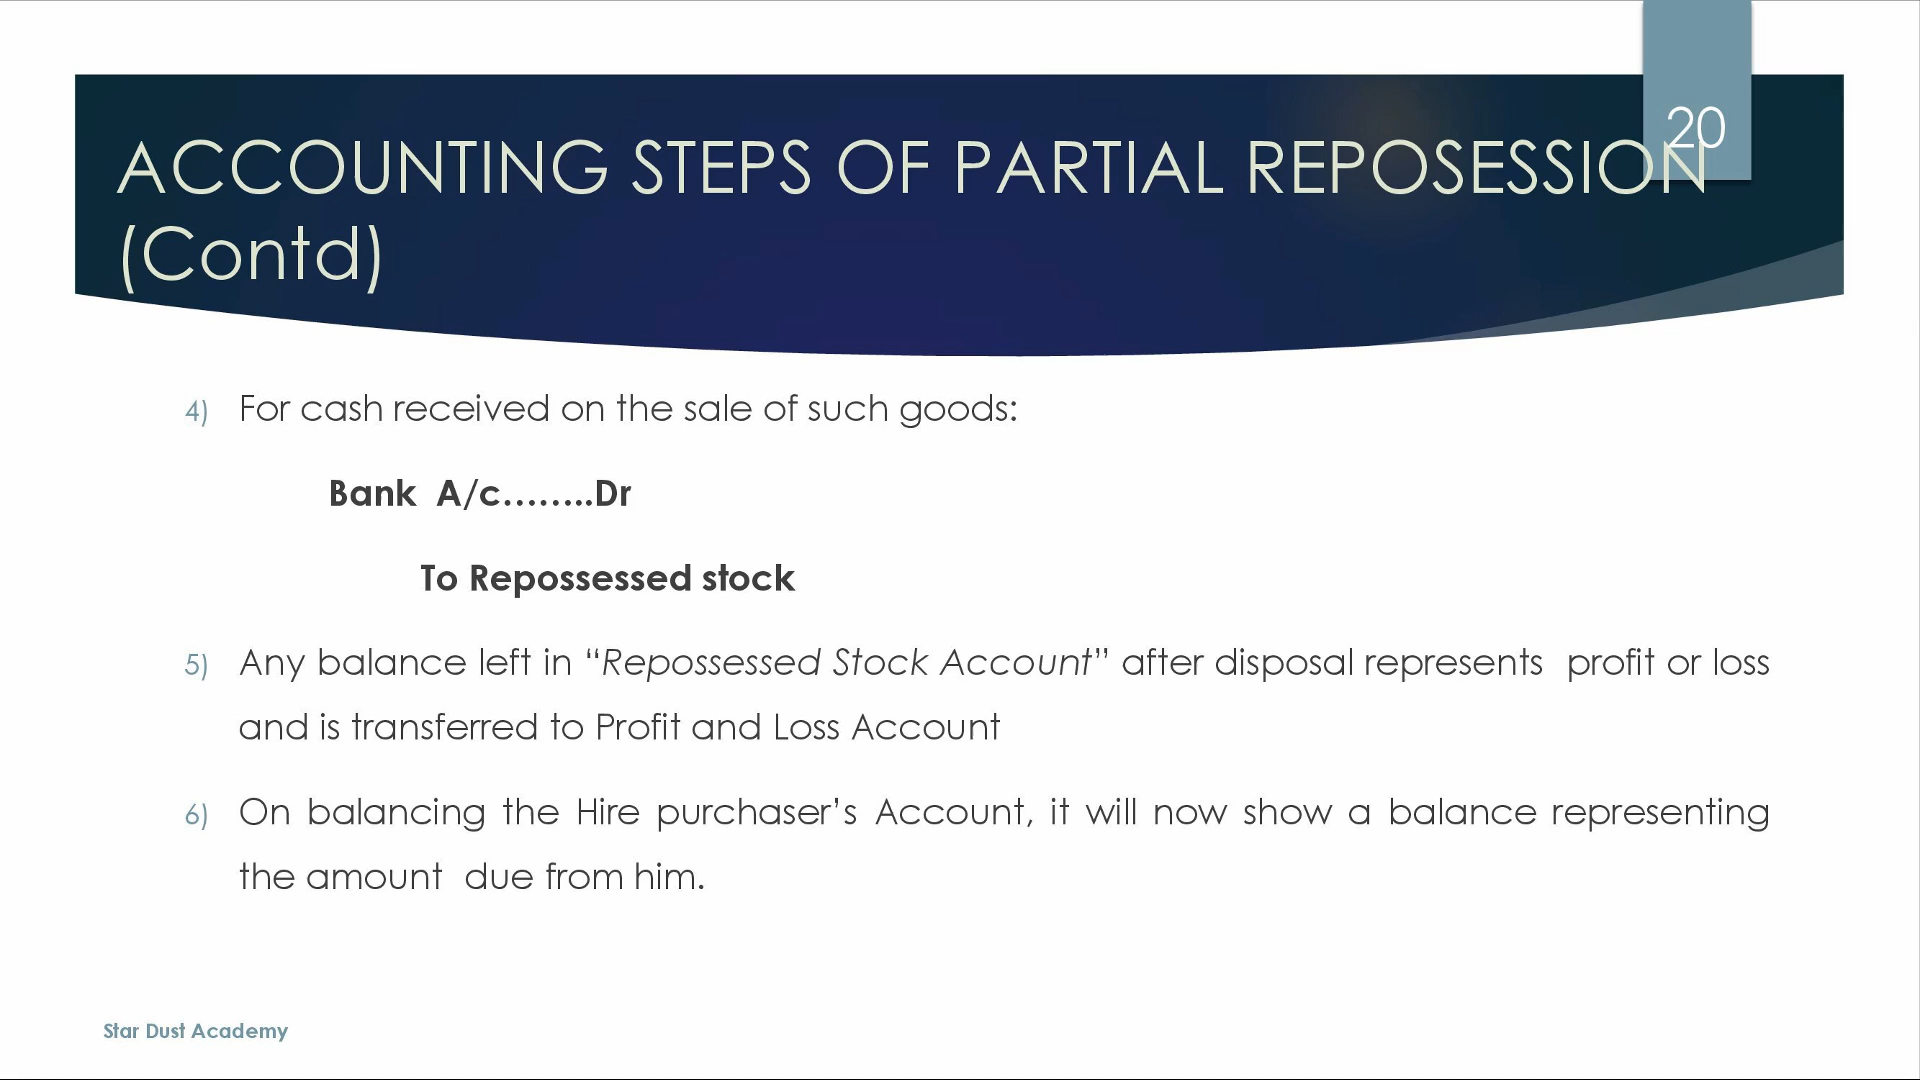 20
ACCOUNTING STEPS OF PARTIAL REPOSESSION
(Contd)
4) For cash received on the sale of such goods:
Bank A/c........Dr
To Repossessed stock
5) Any balance left in “Repossessed Stock Account” after disposal represents profit or loss
and is transferred to Profit and Loss Account
6) On balancing the Hire purchaser’s Account, it will now show a balance representing
the amount due from him.
Star Dust Academy